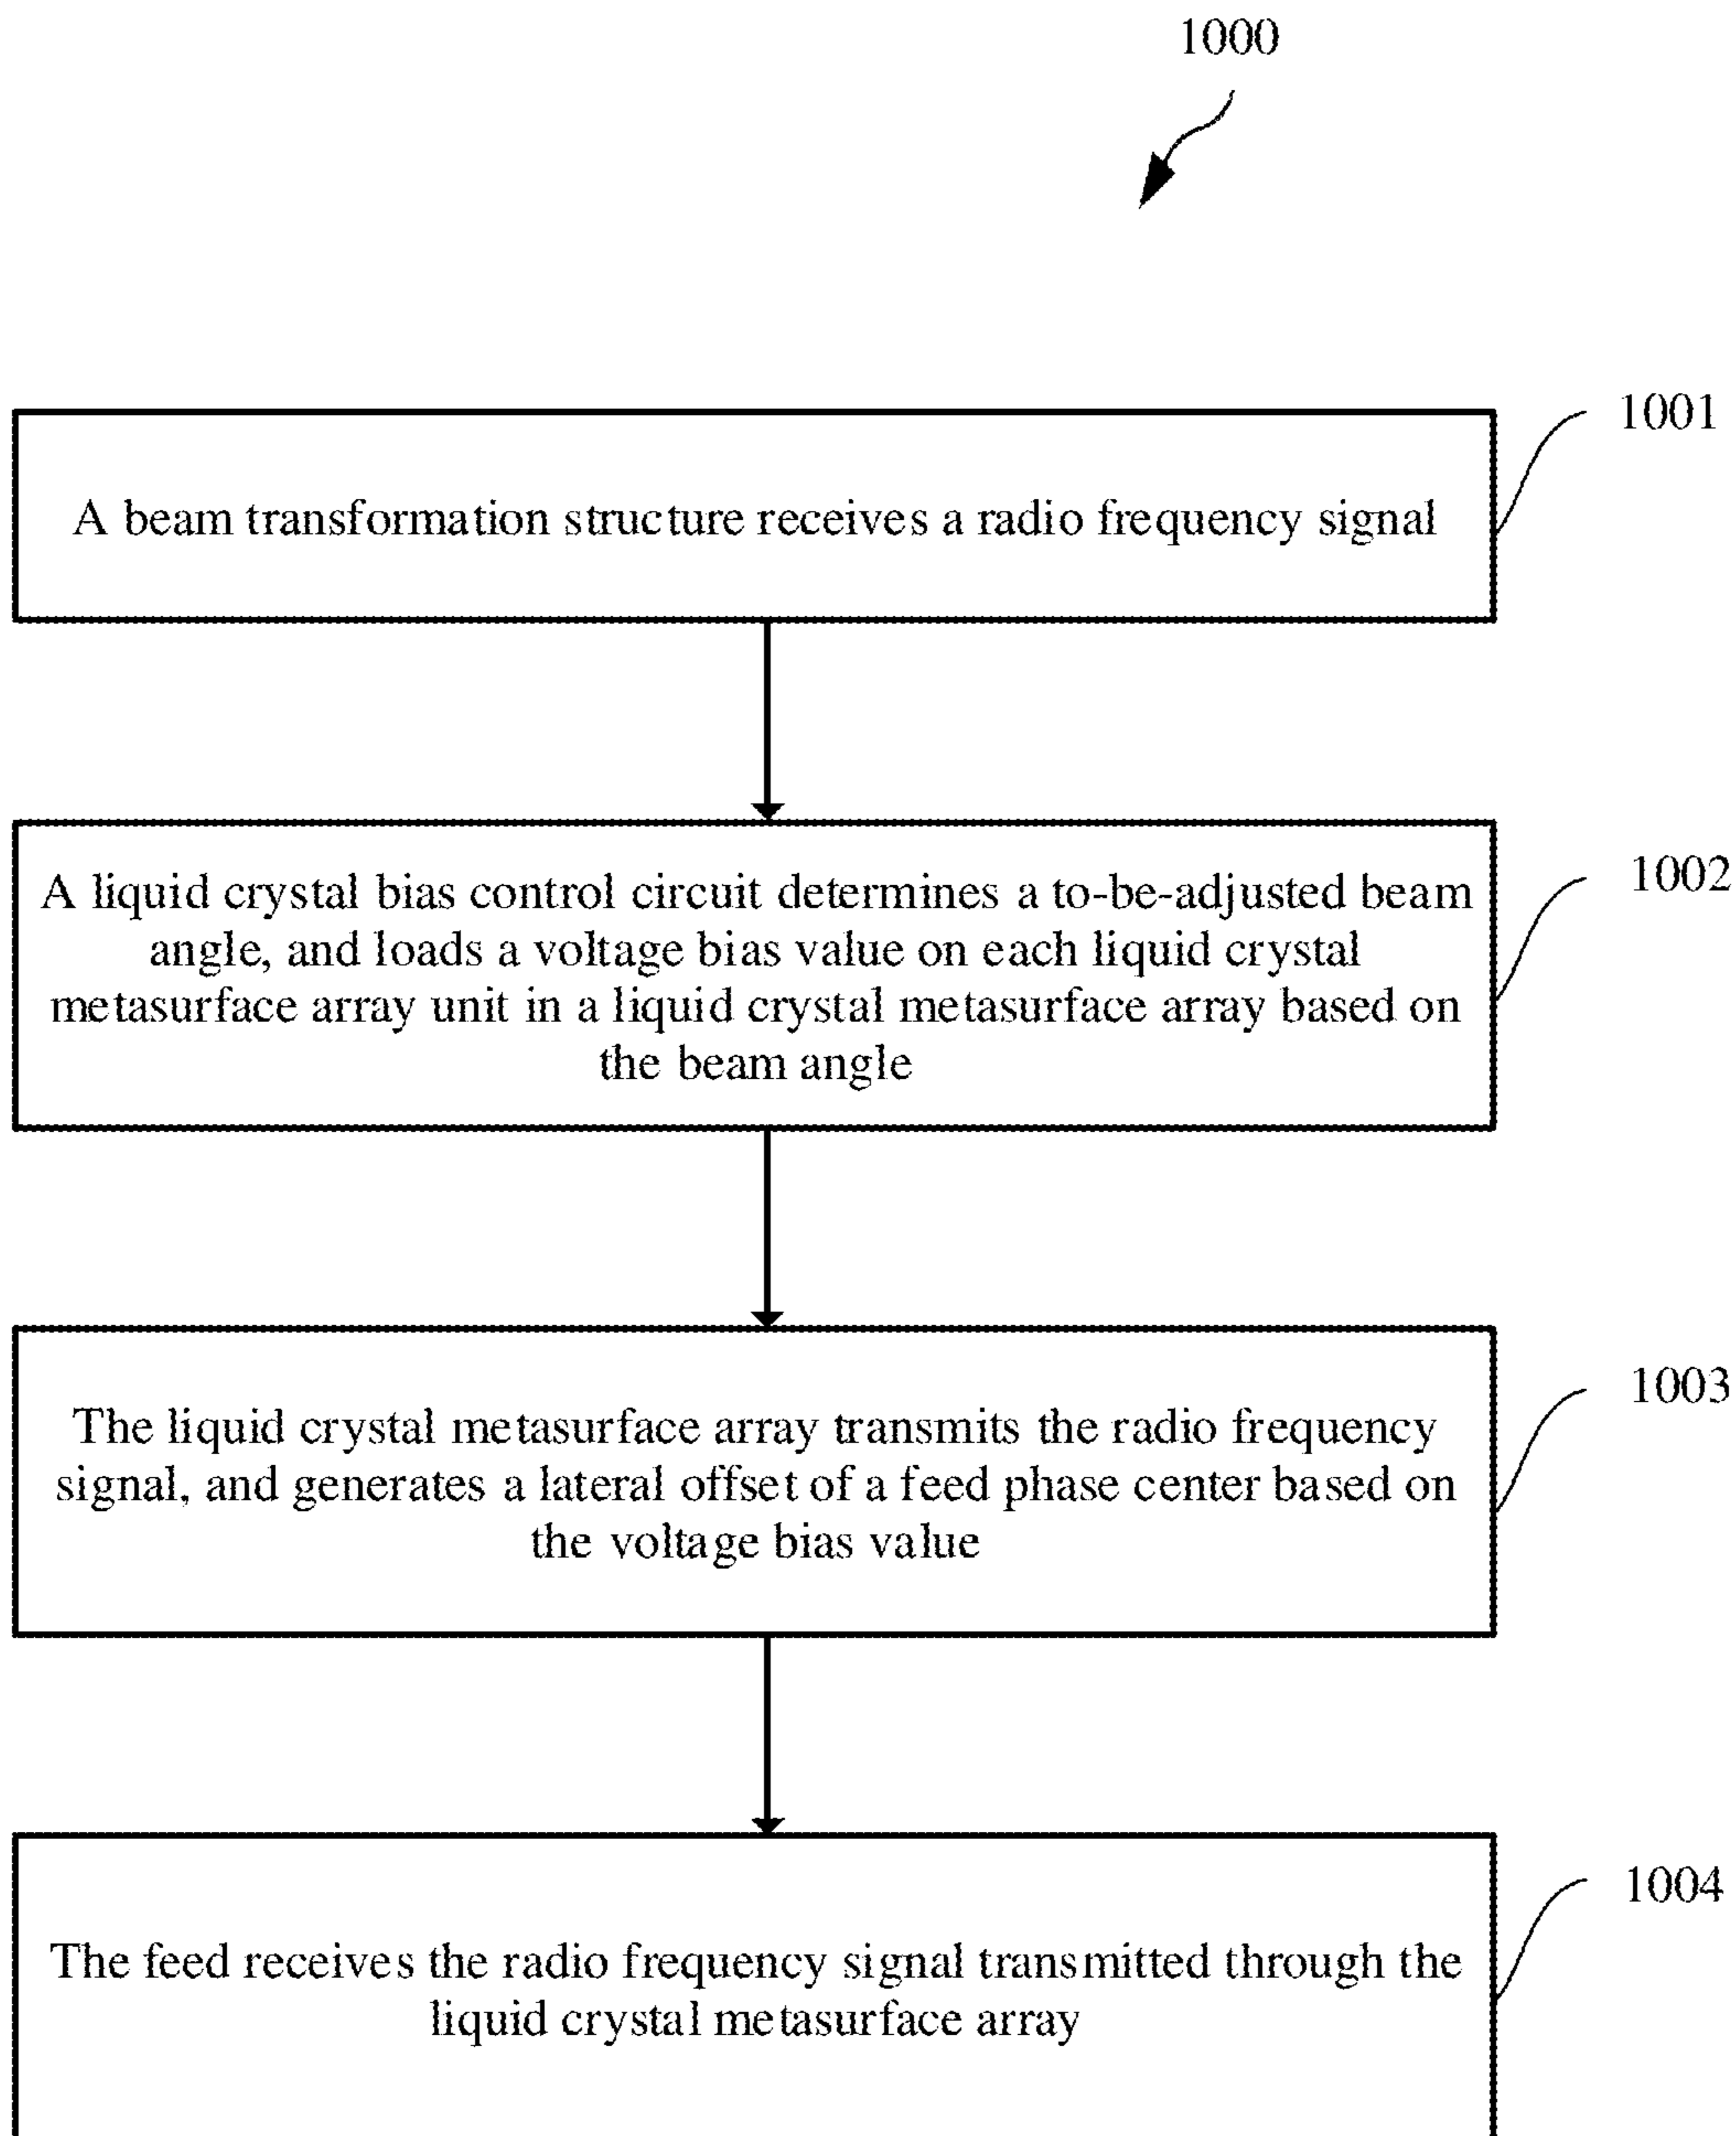 1000
1001
A beam transformation structure receives a radio frequency signal
1002
A liquid crystal bias control circuit determines a to-be-adjusted beam
angle, and loads a voltage bias value on each liquid crystal
metasurface array unit in a liquid crystal metasurface array based on
the beam angle
1003
The liquid crystal metasurface array transmits the radio frequency
signal, and generates a lateral offset of a feed phase center based on
the voltage bias value
1004
The feed receives the radio frequency signal transmitted through the
liquid crystal metasurface array